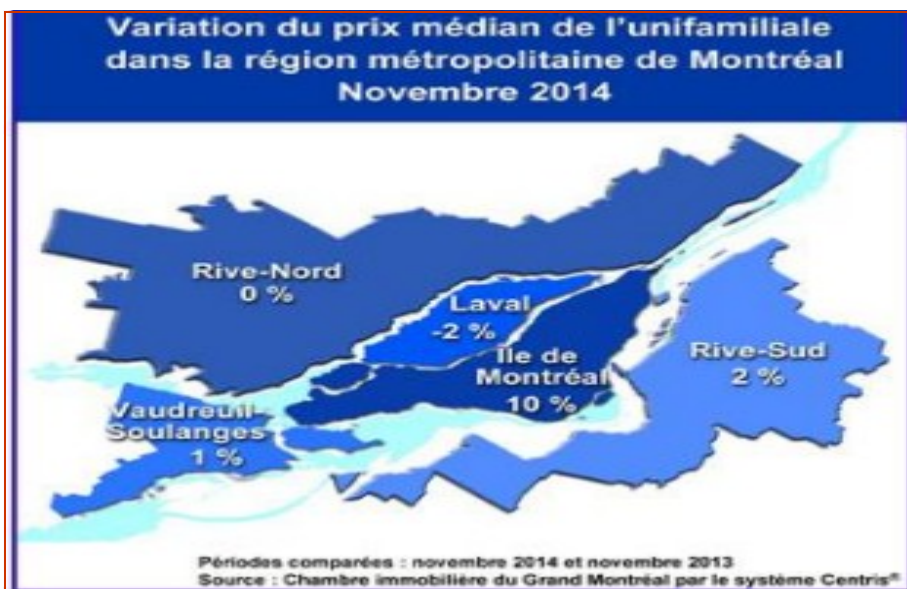 Variation du prix médian de l'unifamiliale
dans la région métropolitaine de Montréal
Novembre 2014
Rive-Nord
0 %
Laval
-2 %
Île de
Montréal
10 %
Rive-Sud
2 %
Vaudreuil-
Soulanges
1 %
Périodes comparées : novembre 2014 et novembre 2013
Source : Chambre immobilière du Grand Montréal par le système Centris®